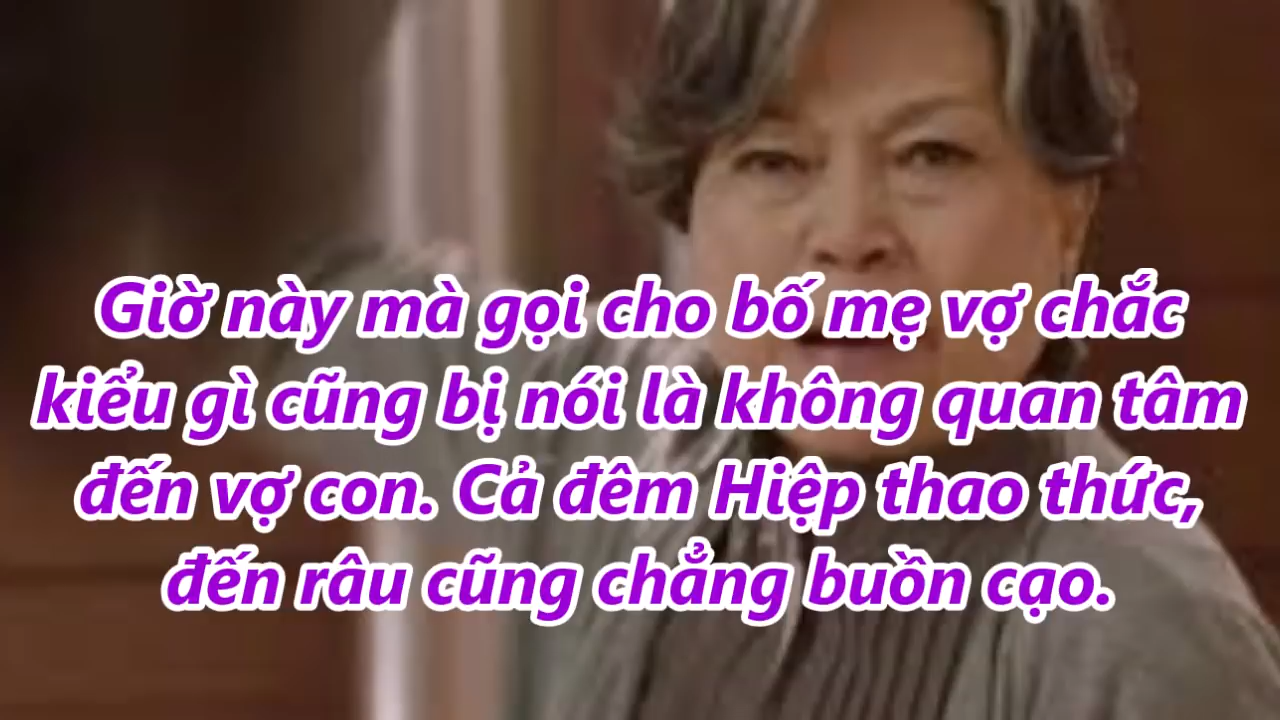 Giờ này mà gọi cho bố mẹ vợ chắc
kiểu gì cũng bị nói là không quan tâm
đến vợ con. Cả đêm Hiệp thao thức,
đến râu cũng chẳng buồn cạo.